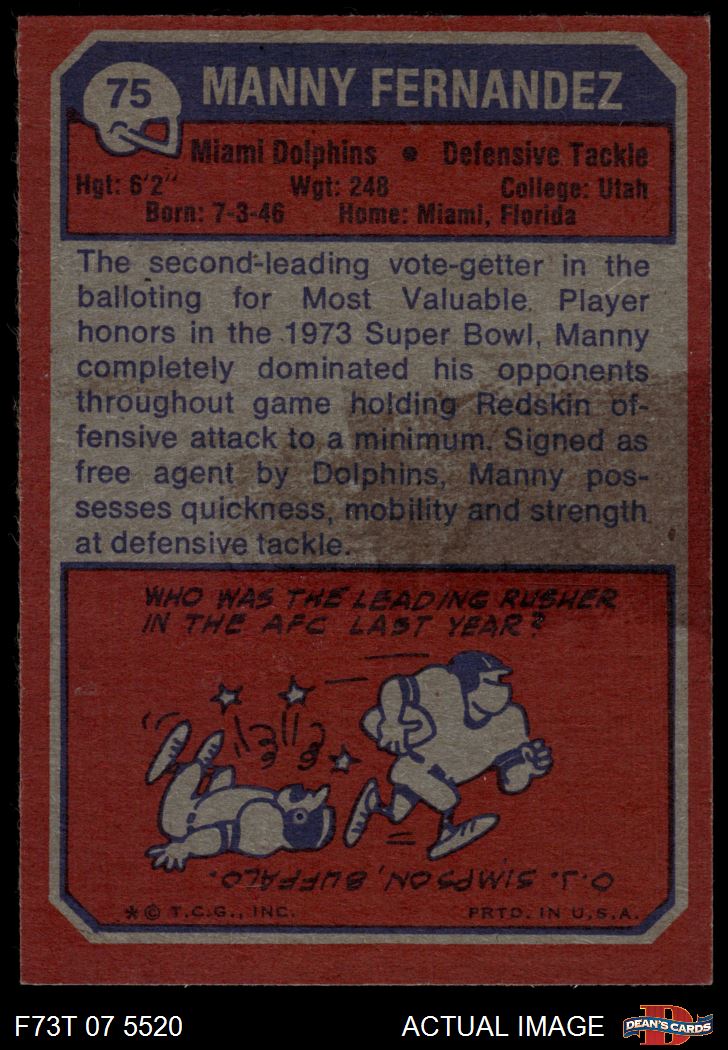 75 MANNY FERNANDEZ
Miami Dolphins • Defensive Tackle
Hgt: 6'2" Wgt: 248 College: Utah
Born: 7-3-46 Home: Miami, Florida
The second-leading vote-getter in the
balloting for Most Valuable Player
honors in the 1973 Super Bowl, Manny
completely dominated his opponents
throughout game holding Redskin of-
fensive attack to a minimum. Signed as
free agent by Dolphins, Manny pos-
sesses quickness, mobility and strength
at defensive tackle.
WHO WAS THE LEADING RUSHER
IN THE AFC LAST YEAR?
O.J. SIMPSON, BUFFALO.
* © T.C.G., INC. PRTD. IN U.S.A.
F73T 07 5520 ACTUAL IMAGE D DEAN'S CARDS